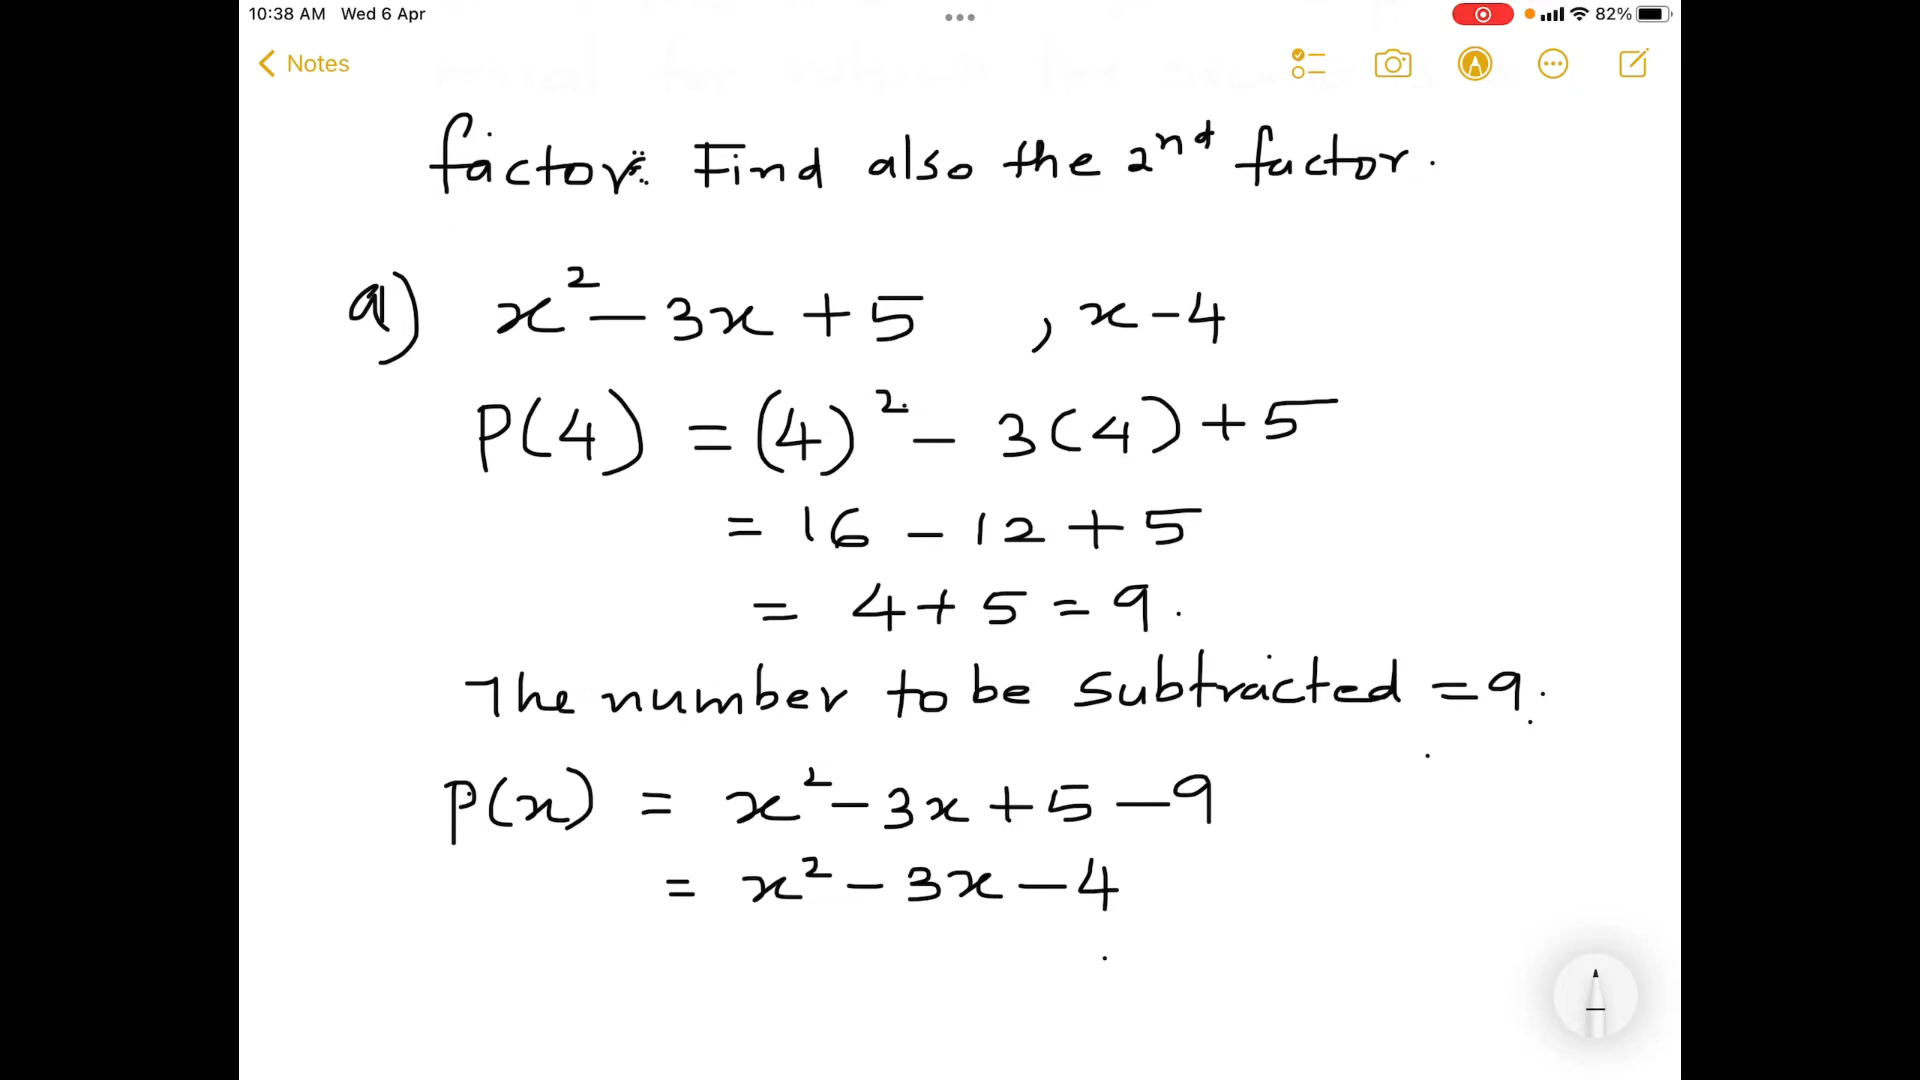 10:38 AM Wed 6 Apr 82%
Notes
factor. Find also the 2nd factor.
a) x² − 3x + 5 , x − 4
P(4) = (4)² − 3(4) + 5
= 16 − 12 + 5
= 4 + 5 = 9.
The number to be subtracted = 9.
P(x) = x² − 3x + 5 − 9
= x² − 3x − 4